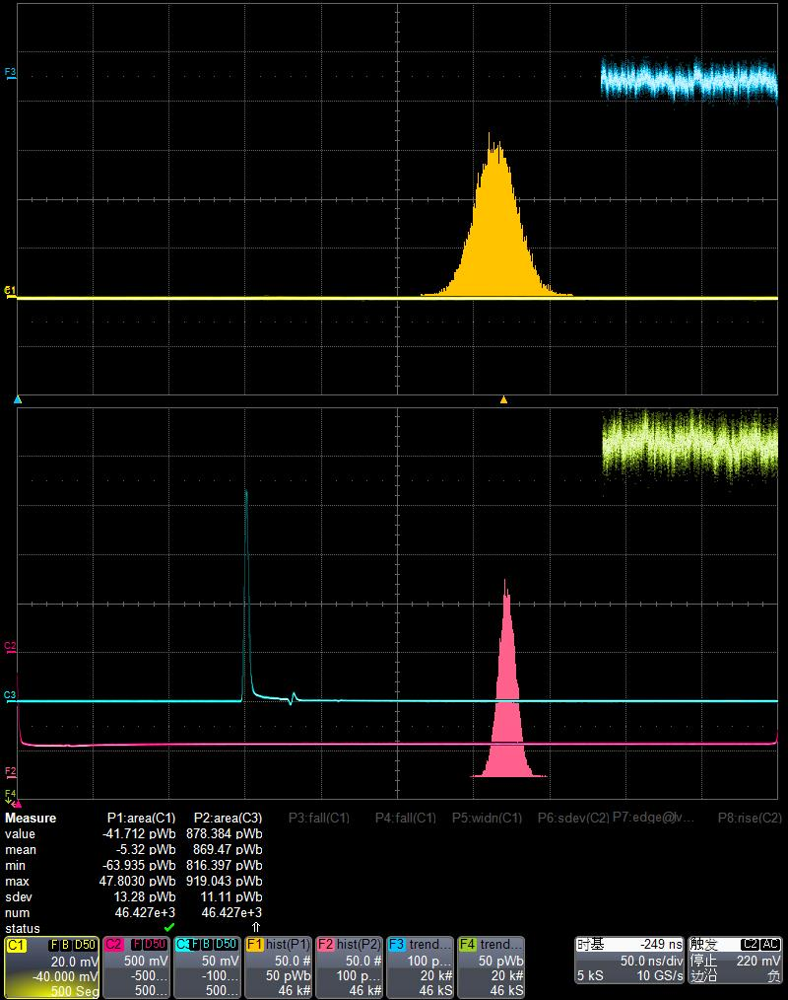 F3
C1
C2
C3
F2
F4
Measure P1:area(C1) P2:area(C3) P3:fall(C1) P4:fall(C1) P5:widn(C1) P6:sdev(C2) P7:edge@lv... P8:rise(C2)
value -41.712 pWb 878.384 pWb
mean -5.32 pWb 869.47 pWb
min -63.935 pWb 816.397 pWb
max 47.8030 pWb 919.043 pWb
sdev 13.28 pWb 11.11 pWb
num 46.427e+3 46.427e+3
status
C1 F B D50 C2 F D50 C3 F B D50 F1 hist(P1) F2 hist(P2) F3 trend... F4 trend... 时基 -249 ns 触发 C2 AC
20.0 mV 500 mV 50 mV 50.0 # 50.0 # 100 p... 50 pWb 50.0 ns/div 停止 220 mV
-40.000 mV -500... -100... 50 pWb 100 p... 20 k# 20 k# 5 kS 10 GS/s 边沿 负
500 Seg 500... 500... 46 k# 46 k# 46 kS 46 kS